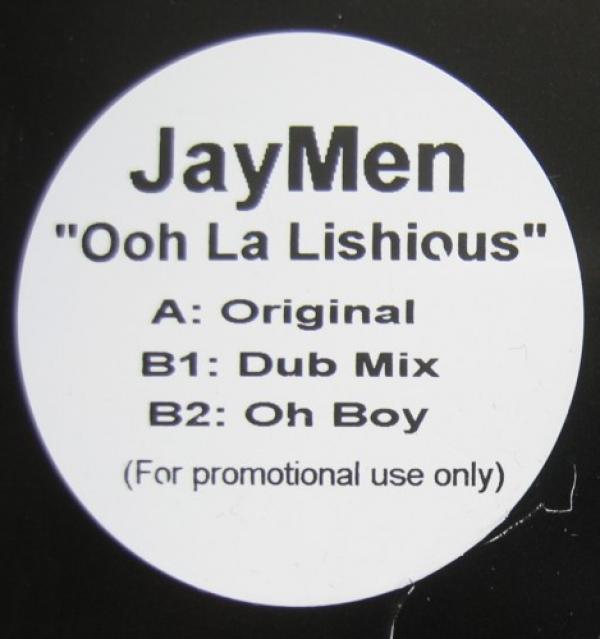 JayMen
"Ooh La Lishious"
A: Original
B1: Dub Mix
B2: Oh Boy
(For promotional use only)